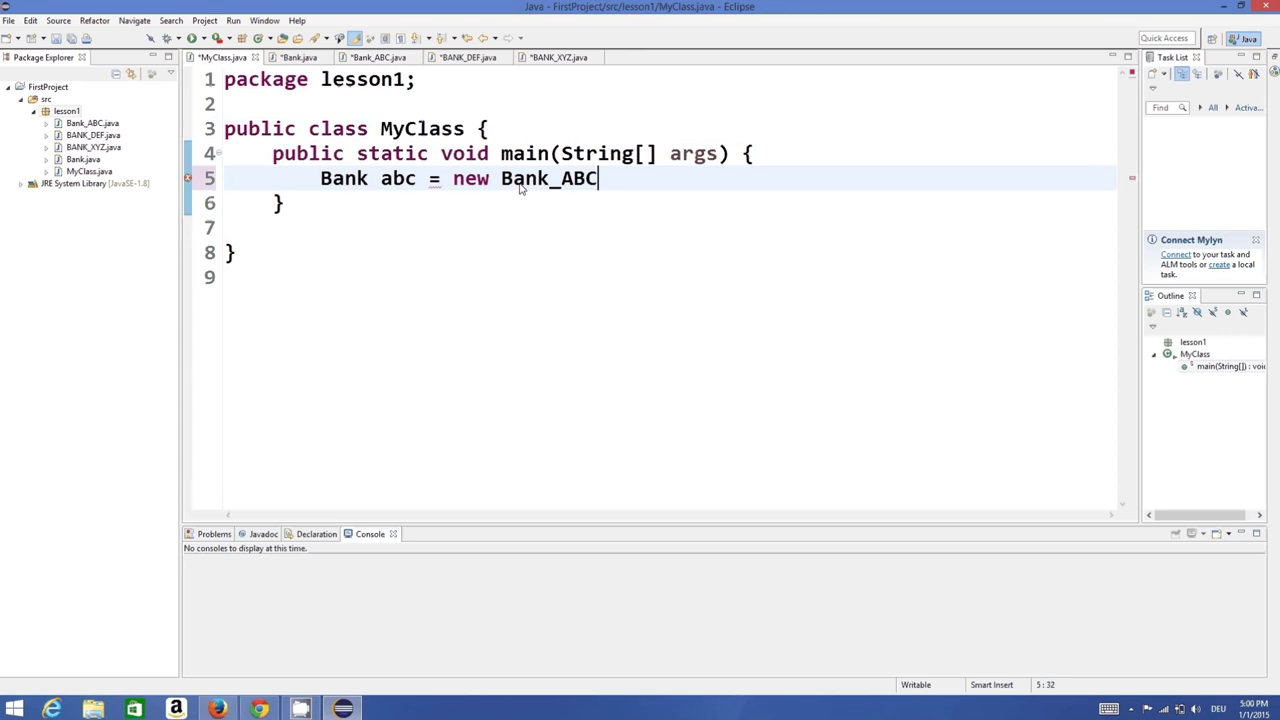 Java - FirstProject/src/lesson1/MyClass.java - Eclipse
File Edit Source Refactor Navigate Search Project Run Window Help
Quick Access
Java
Package Explorer
*MyClass.java
*Bank.java
*Bank_ABC.java
*BANK_DEF.java
*BANK_XYZ.java
Task List
FirstProject
src
lesson1
Bank_ABC.java
BANK_DEF.java
BANK_XYZ.java
Bank.java
MyClass.java
JRE System Library [JavaSE-1.8]
1 package lesson1;
2
3 public class MyClass {
4 public static void main(String[] args) {
5 Bank abc = new Bank_ABC
6 }
7
8 }
9
Find
All
Activa...
Connect Mylyn
Connect to your task and
ALM tools or create a local
task.
Outline
lesson1
MyClass
main(String[]) : voi
Problems
Javadoc
Declaration
Console
No consoles to display at this time.
Writable
Smart Insert
5 : 32
DEU
5:00 PM
1/1/2015